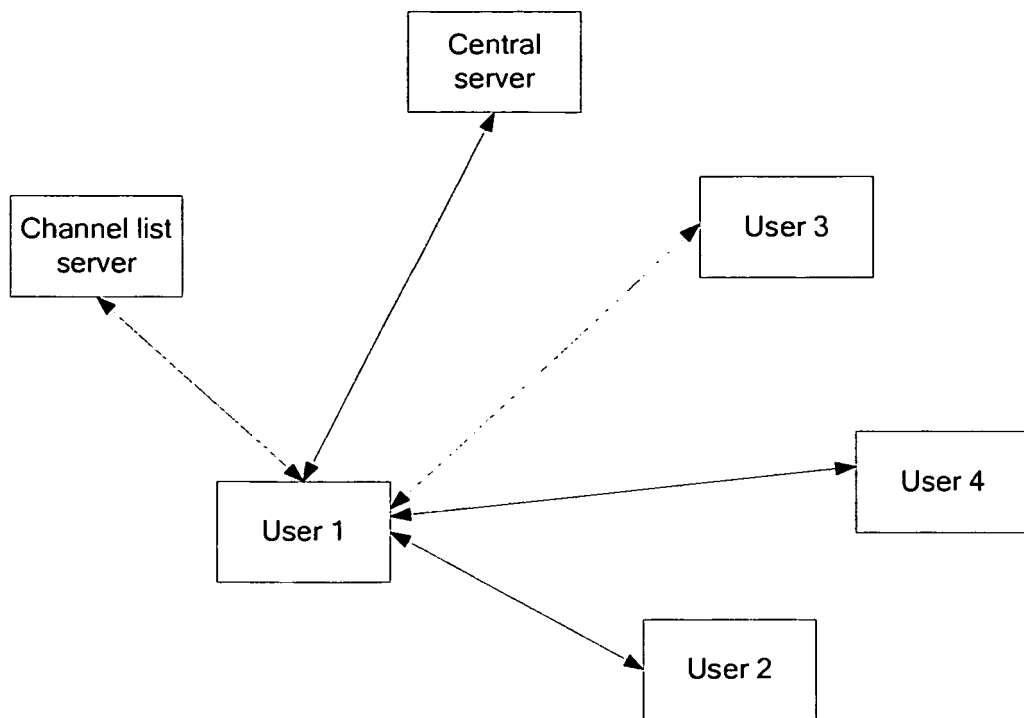 Central
server
Channel list
server
User 3
User 4
User 1
User 2